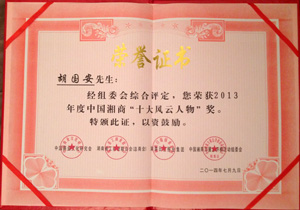 荣誉证书
胡国安先生：
经组委会综合评定，您荣获2013
年度中国湘商“十大风云人物”奖。
特颁此证，以资鼓励。
二〇一四年七月九日